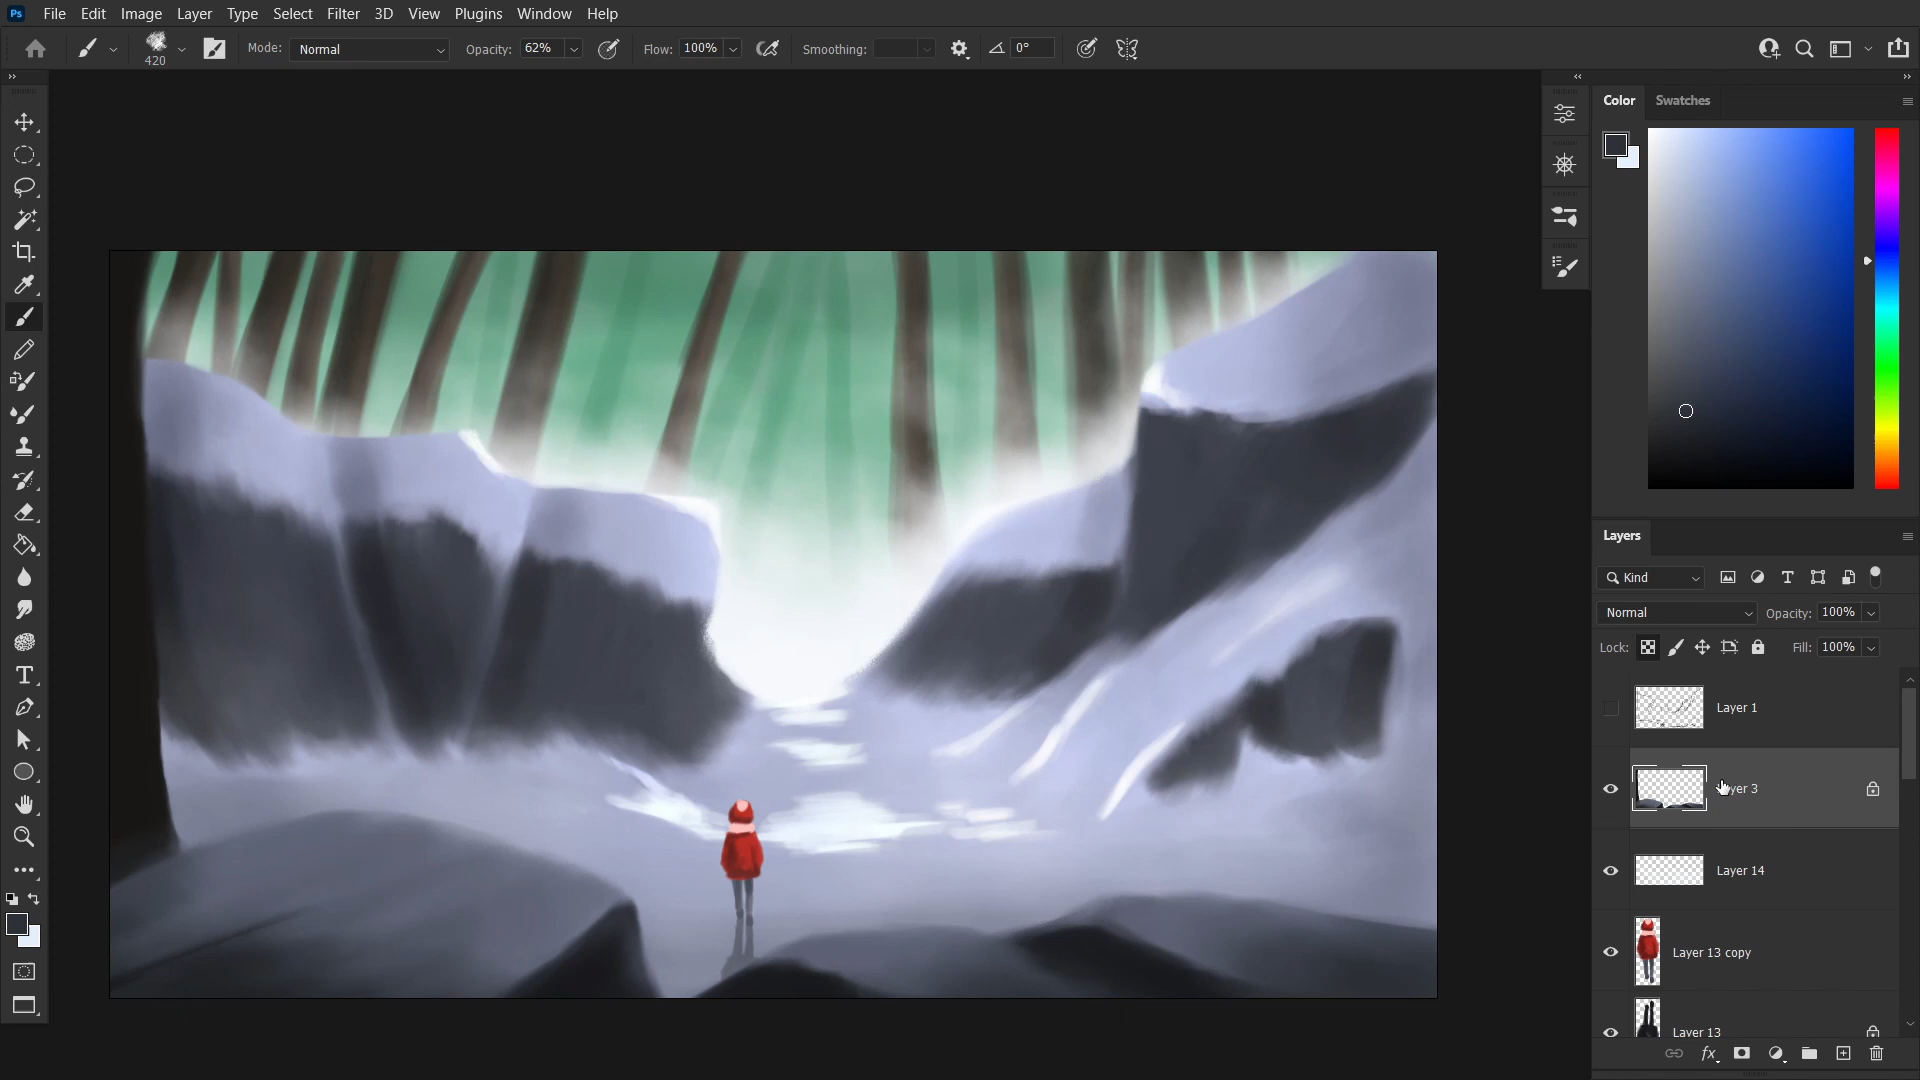 Ps File Edit Image Layer Type Select Filter 3D View Plugins Window Help
420 Mode: Normal Opacity: 62% Flow: 100% Smoothing: 0°
Color Swatches
Layers
Kind T
Normal Opacity: 100%
Lock: Fill: 100%
Layer 1
yer 3
Layer 14
Layer 13 copy
Layer 13
fx
T